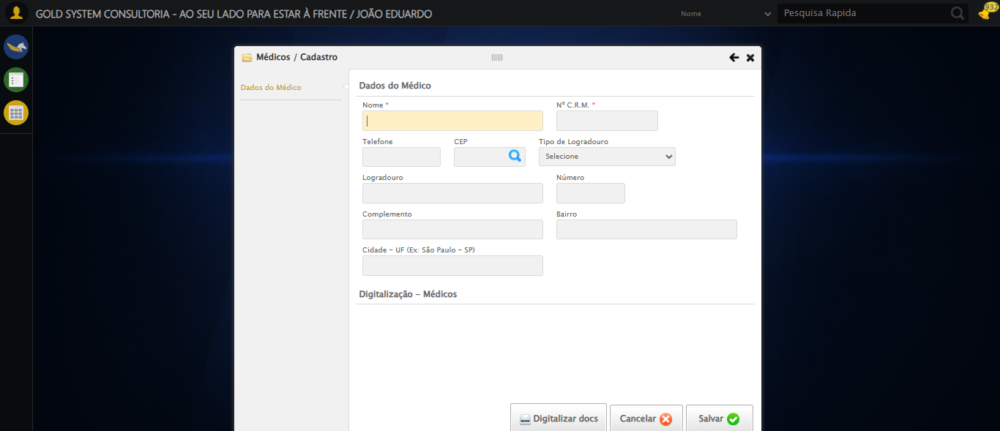 GOLD SYSTEM CONSULTORIA - AO SEU LADO PARA ESTAR À FRENTE / JOÃO EDUARDO
Nome
Pesquisa Rapida
932
Médicos / Cadastro
Dados do Médico
Dados do Médico
Nome *
Nº C.R.M. *
Telefone
CEP
Tipo de Logradouro
Selecione
Logradouro
Número
Complemento
Bairro
Cidade - UF (Ex: São Paulo - SP)
Digitalização - Médicos
Digitalizar docs
Cancelar
Salvar